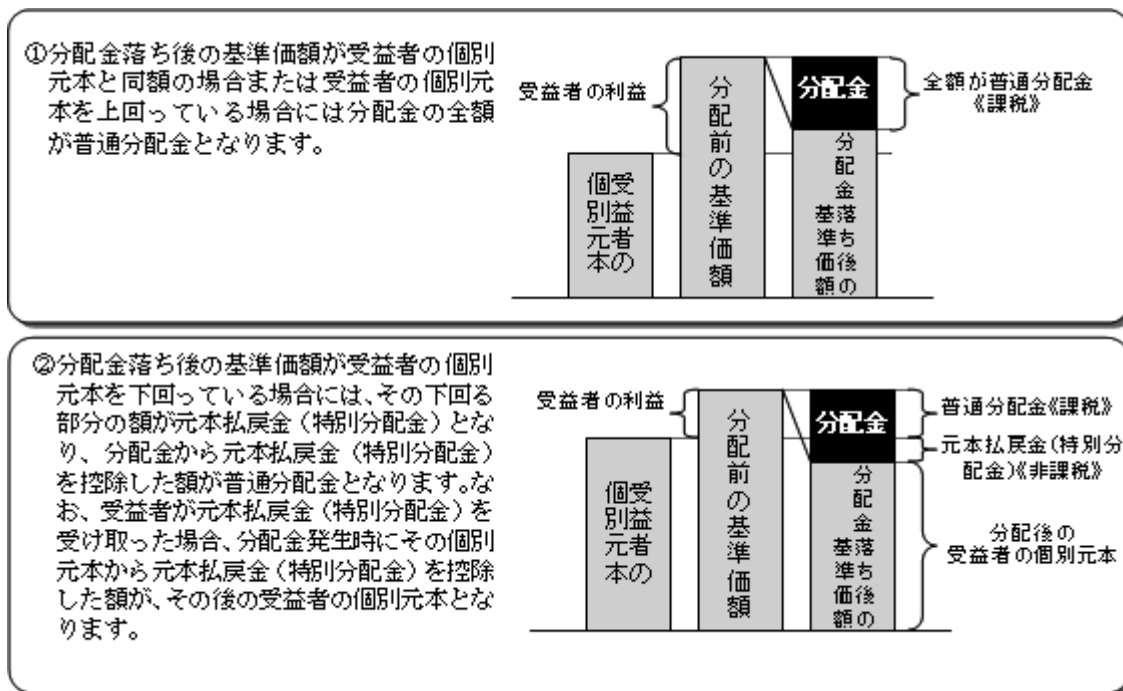 ①分配金落ち後の基準価額が受益者の個別
元本と同額の場合または受益者の個別元
本を上回っている場合には分配金の全額
が普通分配金となります。
受益者の利益
受益者の
個別元本
分配前の基準価額
分配金
分配金落ち後の
基準価額
全額が普通分配金
《課税》
②分配金落ち後の基準価額が受益者の個別
元本を下回っている場合には、その下回る
部分の額が元本払戻金（特別分配金）とな
り、分配金から元本払戻金（特別分配金）
を控除した額が普通分配金となります。な
お、受益者が元本払戻金（特別分配金）を
受け取った場合、分配金発生時にその個別
元本から元本払戻金（特別分配金）を控除
した額が、その後の受益者の個別元本とな
ります。
受益者の利益
受益者の
個別元本
分配前の基準価額
分配金
分配金落ち後の
基準価額
普通分配金《課税》
元本払戻金（特別分
配金）《非課税》
分配後の
受益者の個別元本